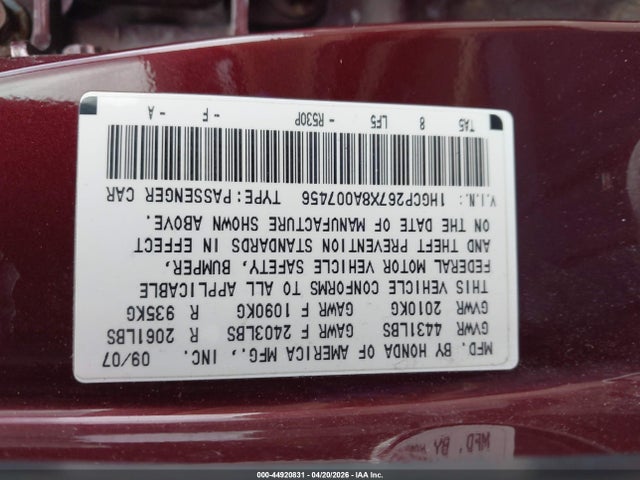 MFD. BY HONDA OF AMERICA MFG., INC. 09/07
GVWR 4431LBS GAWR F 2403LBS R 2061LBS
GVWR 2010KG GAWR F 1090KG R 935KG
THIS VEHICLE CONFORMS TO ALL APPLICABLE
FEDERAL MOTOR VEHICLE SAFETY, BUMPER,
AND THEFT PREVENTION STANDARDS IN EFFECT
ON THE DATE OF MANUFACTURE SHOWN ABOVE.
V.I.N.: 1HGCP267X8A007456 TYPE: PASSENGER CAR
TA5 8 LF5 - R530P - F - A
MFD. BY
000-44920831 - 04/20/2026 - IAA Inc.